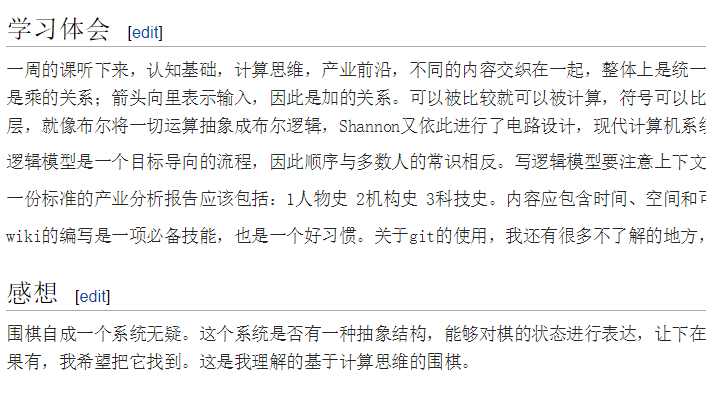 学习体会 [edit]
一周的课听下来，认知基础，计算思维，产业前沿，不同的内容交织在一起，整体上是统一
是乘的关系；箭头向里表示输入，因此是加的关系。可以被比较就可以被计算，符号可以比
层，就像布尔将一切运算抽象成布尔逻辑，Shannon又依此进行了电路设计，现代计算机系
逻辑模型是一个目标导向的流程，因此顺序与多数人的常识相反。写逻辑模型要注意上下文
一份标准的产业分析报告应该包括：1人物史 2机构史 3科技史。内容应包含时间、空间和
wiki的编写是一项必备技能，也是一个好习惯。关于git的使用，我还有很多不了解的地方，
感想 [edit]
围棋自成一个系统无疑。这个系统是否有一种抽象结构，能够对棋的状态进行表达，让下在
果有，我希望把它找到。这是我理解的基于计算思维的围棋。